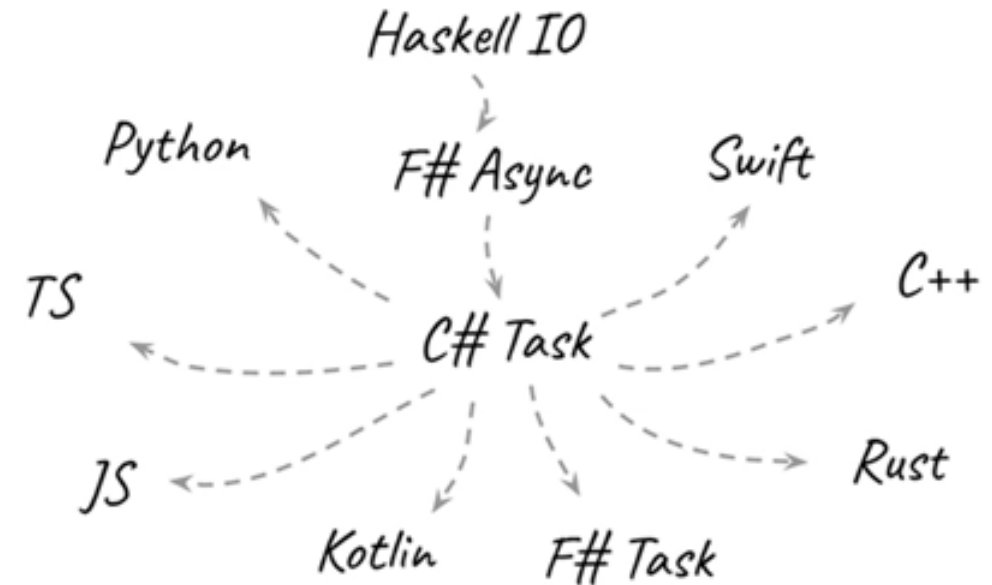 Haskell IO
Python
F# Async
Swift
TS
C++
C# Task
JS
Rust
Kotlin
F# Task